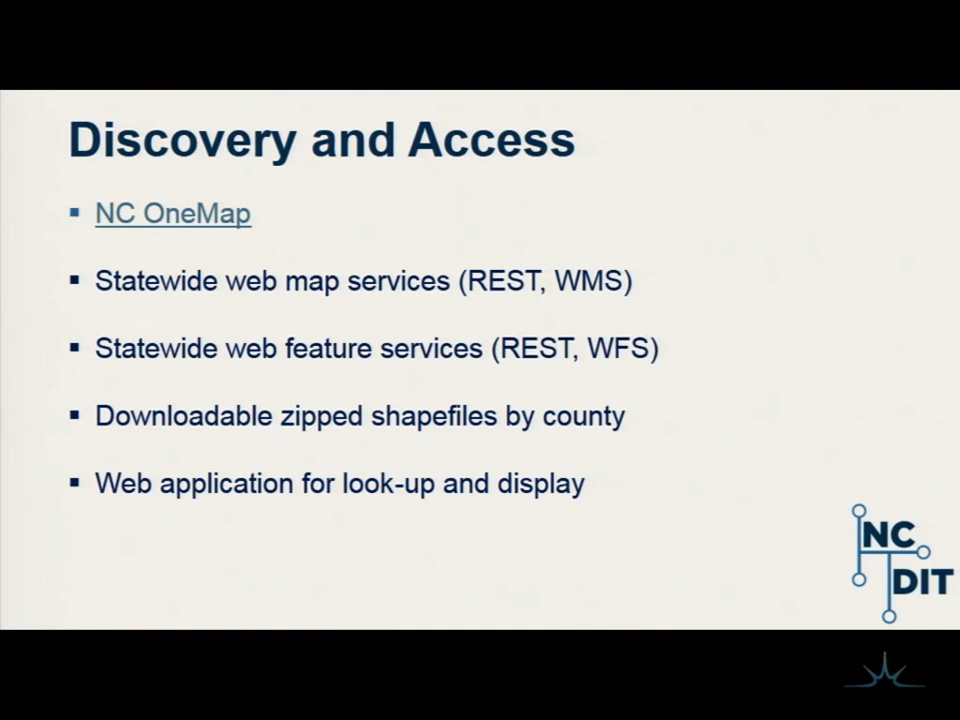 Discovery and Access
NC OneMap
Statewide web map services (REST, WMS)
Statewide web feature services (REST, WFS)
Downloadable zipped shapefiles by county
Web application for look-up and display
NC
DIT